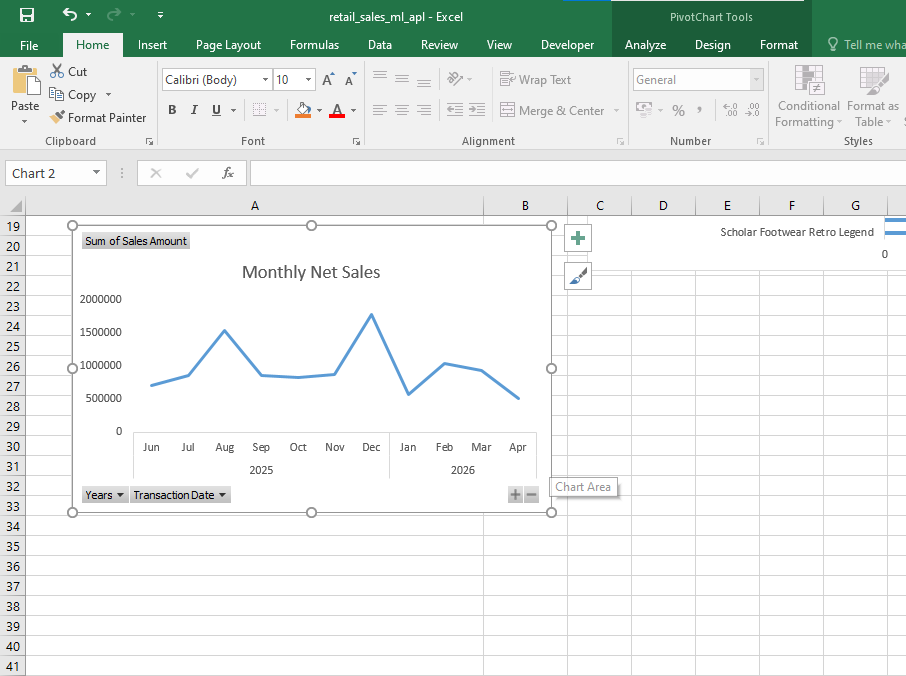 retail_sales_ml_apl - Excel
PivotChart Tools
File Home Insert Page Layout Formulas Data Review View Developer Analyze Design Format Tell me wha
Paste
Cut
Copy
Format Painter
Clipboard
Calibri (Body) 10
B I U A
Font
Wrap Text
Merge & Center
Alignment
General
%
Number
Conditional Formatting
Format as Table
Styles
Chart 2
fx
A B C D E F G
19
20
21
22
23
24
25
26
27
28
29
30
31
32
33
34
35
36
37
38
39
40
41
Sum of Sales Amount
Monthly Net Sales
2000000
1500000
1000000
500000
0
Jun Jul Aug Sep Oct Nov Dec Jan Feb Mar Apr
2025 2026
Years Transaction Date
Chart Area
Scholar Footwear Retro Legend
0